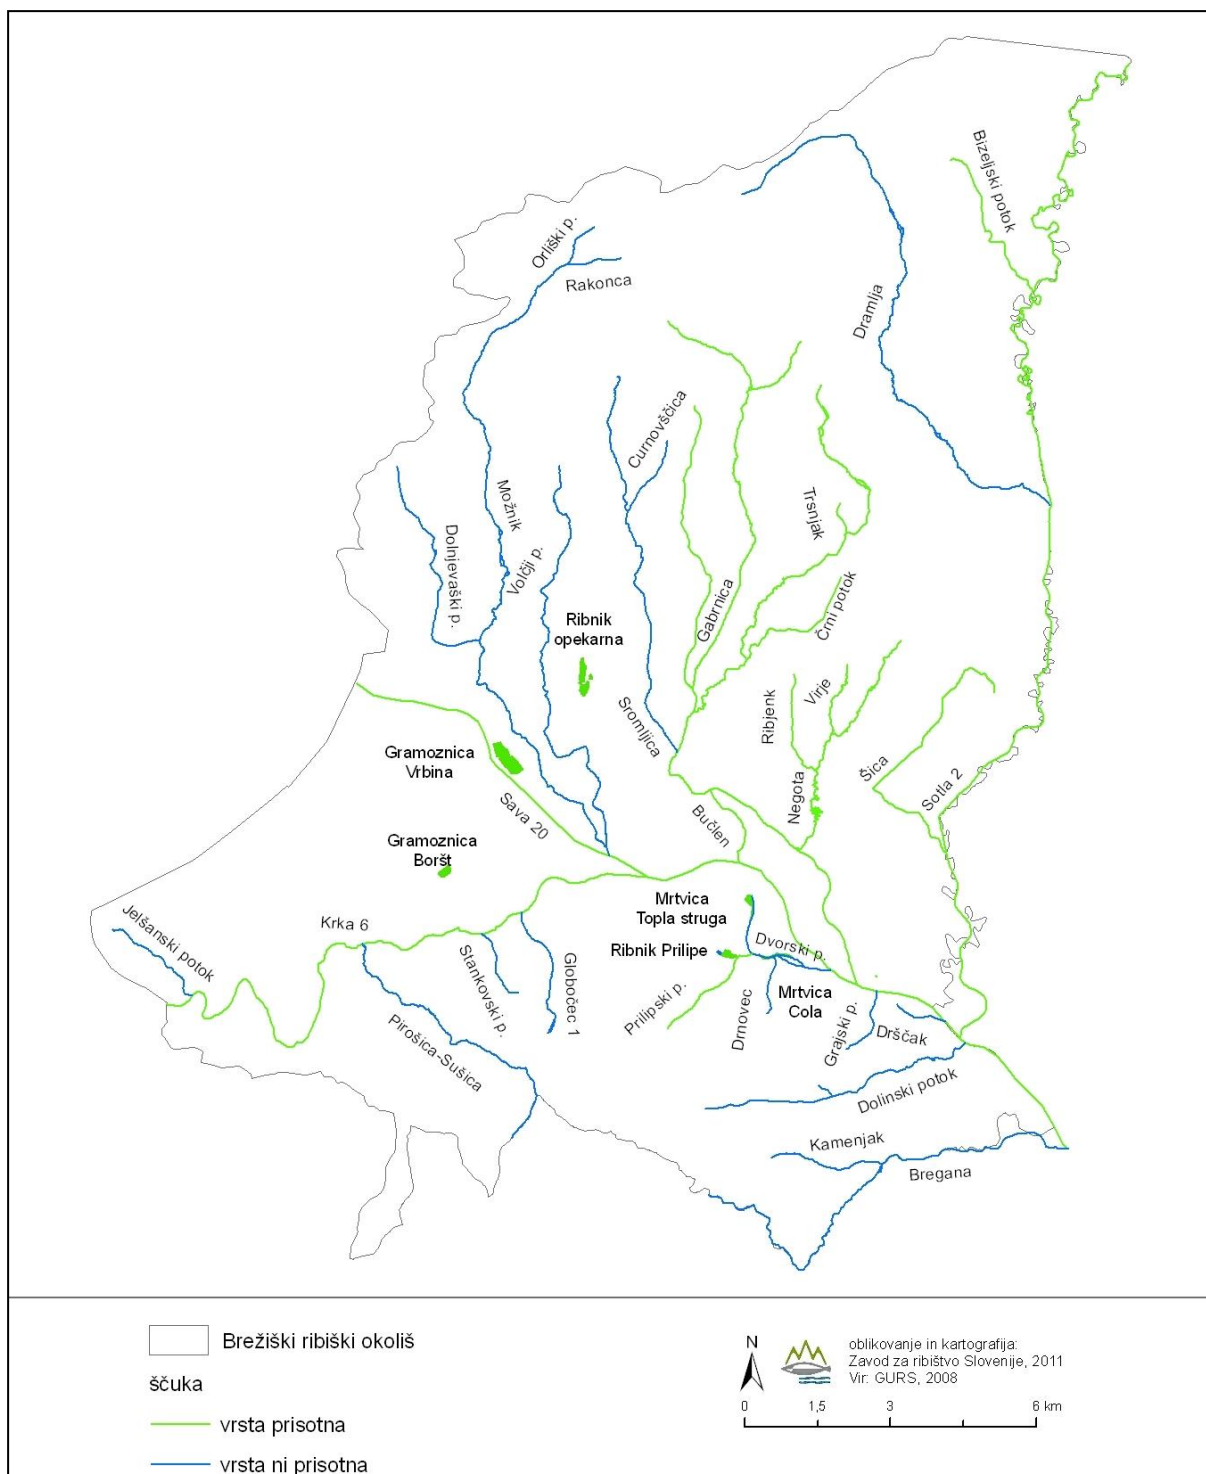 Bizeljski potok
Orliški p.
Rakonca
Dramlja
Curnovščica
Možnik
Trsnjak
Dolnjevaški p.
Volčji p.
Gabrnica
Črni potok
Ribnik
opekarna
Sromljica
Ribjenk
Virje
Gramoznica
Vrbina
Šica
Sotla 2
Negota
Sava 20
Bučlen
Gramoznica
Boršt
Mrtvica
Topla struga
Jelšanski potok
Krka 6
Ribnik Prilipe
Dvorski p.
Stankovski p.
Globočec 1
Prilipski p.
Drnovec
Mrtvica
Cola
Grajski p.
Drščak
Pirošica-Sušica
Dolinski potok
Kamenjak
Bregana
Brežiški ribiški okoliš
ščuka
vrsta prisotna
vrsta ni prisotna
N
oblikovanje in kartografija:
Zavod za ribištvo Slovenije, 2011
Vir: GURS, 2008
0 1,5 3 6 km